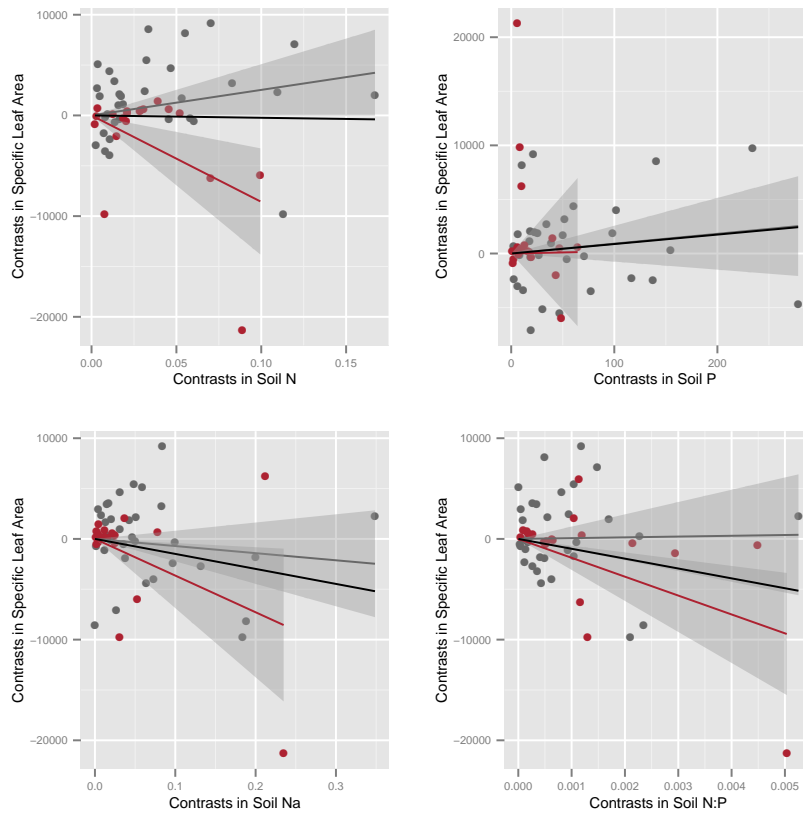 10000
0
−10000
−20000
0.00 0.05 0.10 0.15
Contrasts in Soil N
Contrasts in Specific Leaf Area
20000
10000
0
0 100 200
Contrasts in Soil P
Contrasts in Specific Leaf Area
10000
0
−10000
−20000
0.0 0.1 0.2 0.3
Contrasts in Soil Na
Contrasts in Specific Leaf Area
10000
0
−10000
−20000
0.000 0.001 0.002 0.003 0.004 0.005
Contrasts in Soil N:P
Contrasts in Specific Leaf Area